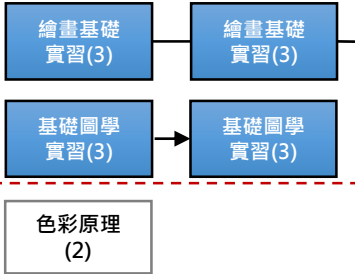 繪畫基礎
實習(3)
繪畫基礎
實習(3)
基礎圖學
實習(3)
基礎圖學
實習(3)
色彩原理
(2)